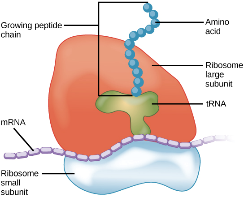 Growing peptide
chain
Amino
acid
Ribosome
large
subunit
tRNA
mRNA
Ribosome
small
subunit